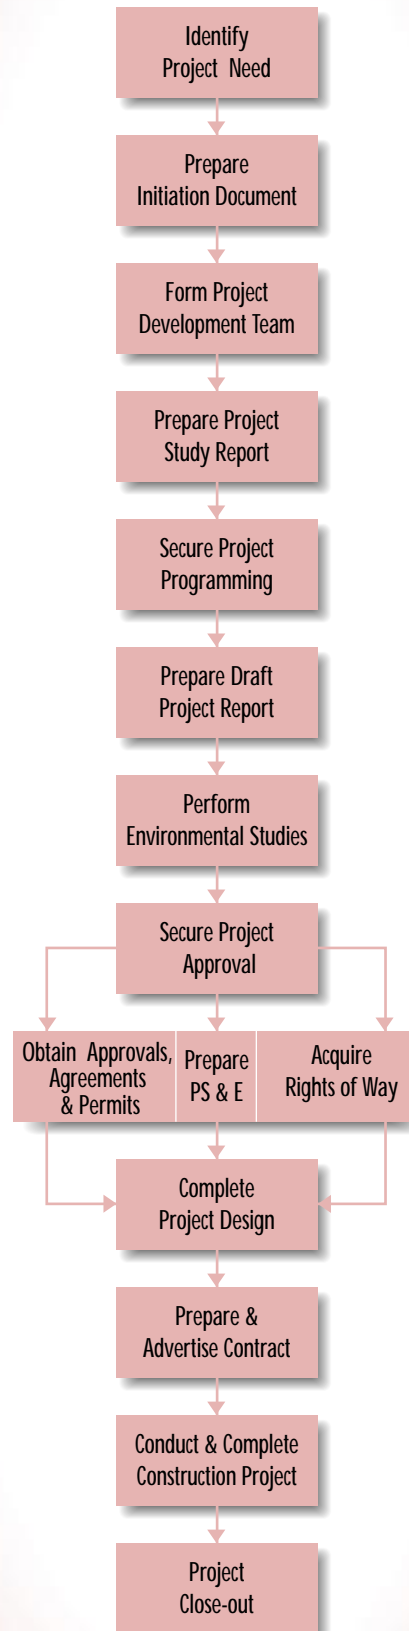 Identify
Project Need
Prepare
Initiation Document
Form Project
Development Team
Prepare Project
Study Report
Secure Project
Programming
Prepare Draft
Project Report
Perform
Environmental Studies
Secure Project
Approval
Obtain Approvals,
Agreements
& Permits
Prepare
PS & E
Acquire
Rights of Way
Complete
Project Design
Prepare &
Advertise Contract
Conduct & Complete
Construction Project
Project
Close-out